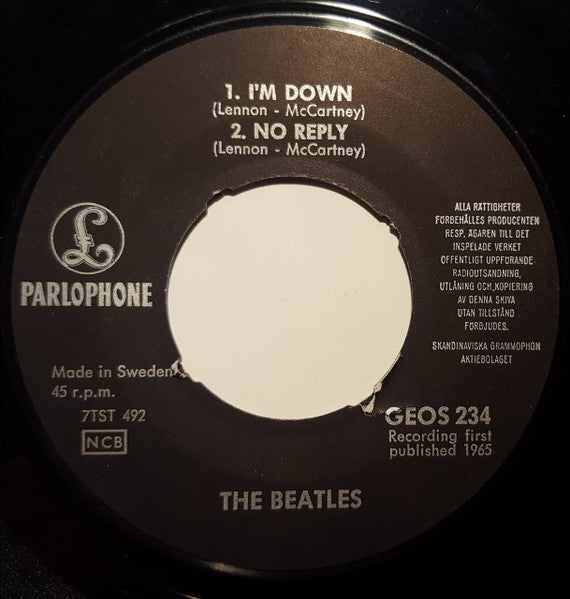 1. I'M DOWN
(Lennon - McCartney)
2. NO REPLY
(Lennon - McCartney)
£
PARLOPHONE
ALLA RÄTTIGHETER
FÖRBEHÅLLES PRODUCENTEN
RESP. ÄGAREN TILL DET
INSPELADE VERKET
OFFENTLIGT UPPFÖRANDE
RADIOUTSÄNDNING,
UTLÅNING OCH KOPIERING
AV DENNA SKIVA
UTAN TILLSTÅND
FÖRBJUDES.
SKANDINAVISKA GRAMMOPHON
AKTIEBOLAGET
Made in Sweden
45 r.p.m.
7TST 492
NCB
GEOS 234
Recording first
published 1965
THE BEATLES